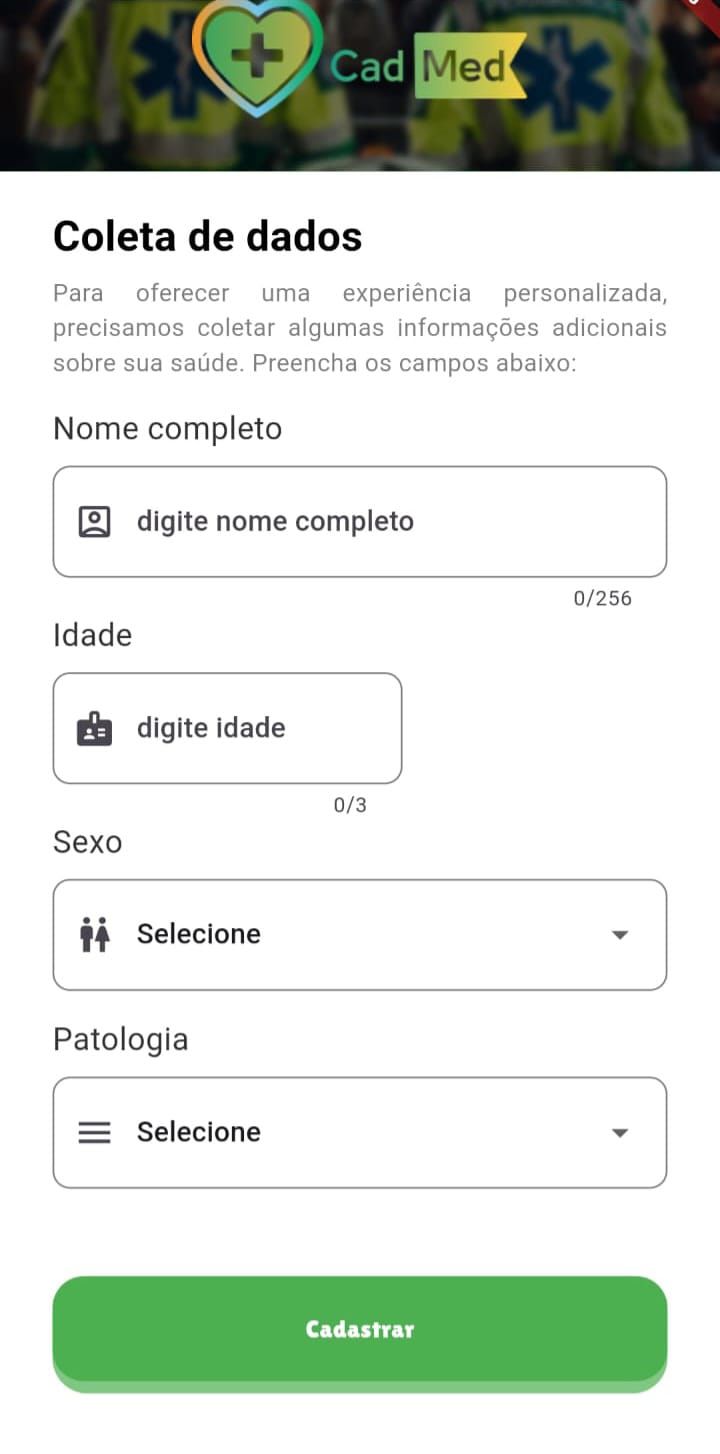 Cad Med
Coleta de dados
Para oferecer uma experiência personalizada,
precisamos coletar algumas informações adicionais
sobre sua saúde. Preencha os campos abaixo:
Nome completo
digite nome completo
0/256
Idade
digite idade
0/3
Sexo
Selecione
Patologia
Selecione
Cadastrar